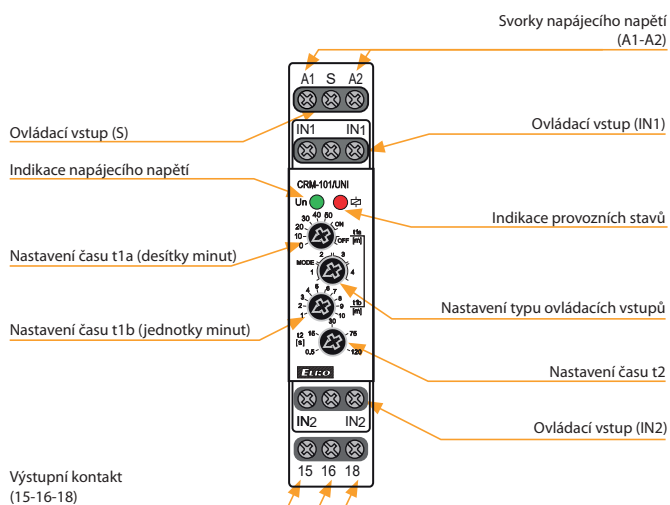 Svorky napájecího napětí
(A1-A2)
A1 S A2
Ovládací vstup (S)
IN1 IN1
Ovládací vstup (IN1)
Indikace napájecího napětí
CRM-101/UNI
Un
Indikace provozních stavů
0 10 20 30 40 50 ON OFF
t1a
[m]
Nastavení času t1a (desítky minut)
MODE
1 2 3 4
Nastavení typu ovládacích vstupů
1 2 3 4 5 6 7 8 9 10
t1b
[m]
Nastavení času t1b (jednotky minut)
t2
[s]
0.5 15 30 75 120
Nastavení času t2
ELKO
IN2 IN2
Ovládací vstup (IN2)
15 16 18
Výstupní kontakt
(15-16-18)